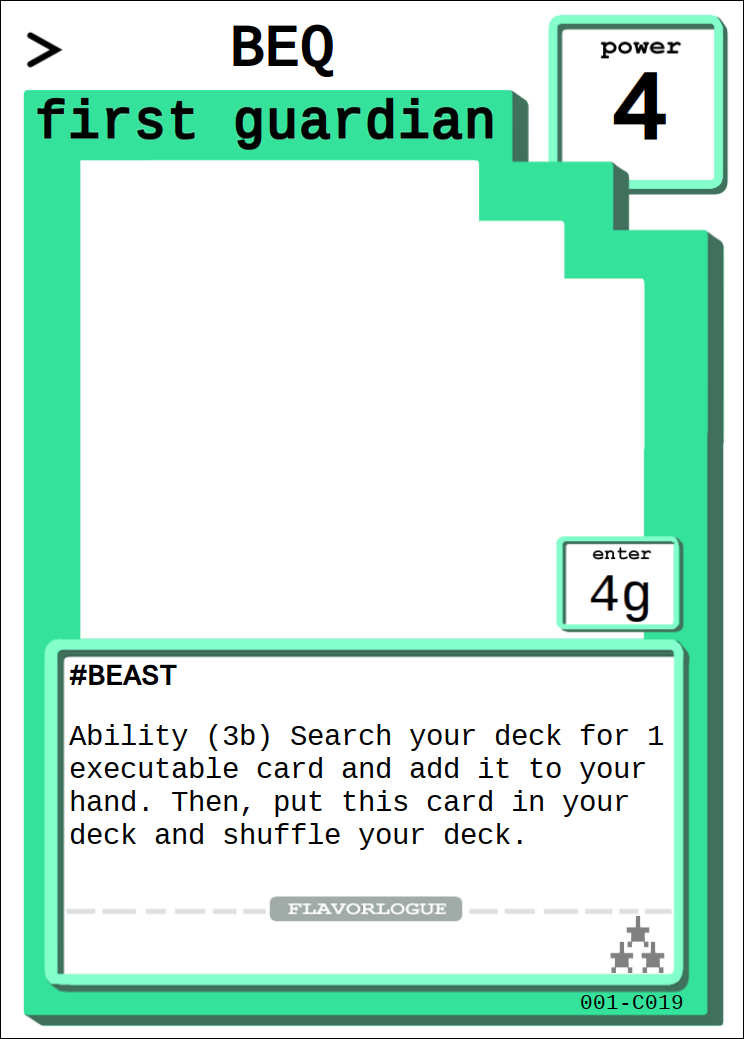 > BEQ
power
4
first guardian
enter
4g
#BEAST
Ability (3b) Search your deck for 1
executable card and add it to your
hand. Then, put this card in your
deck and shuffle your deck.
FLAVORLOGUE
001-C019